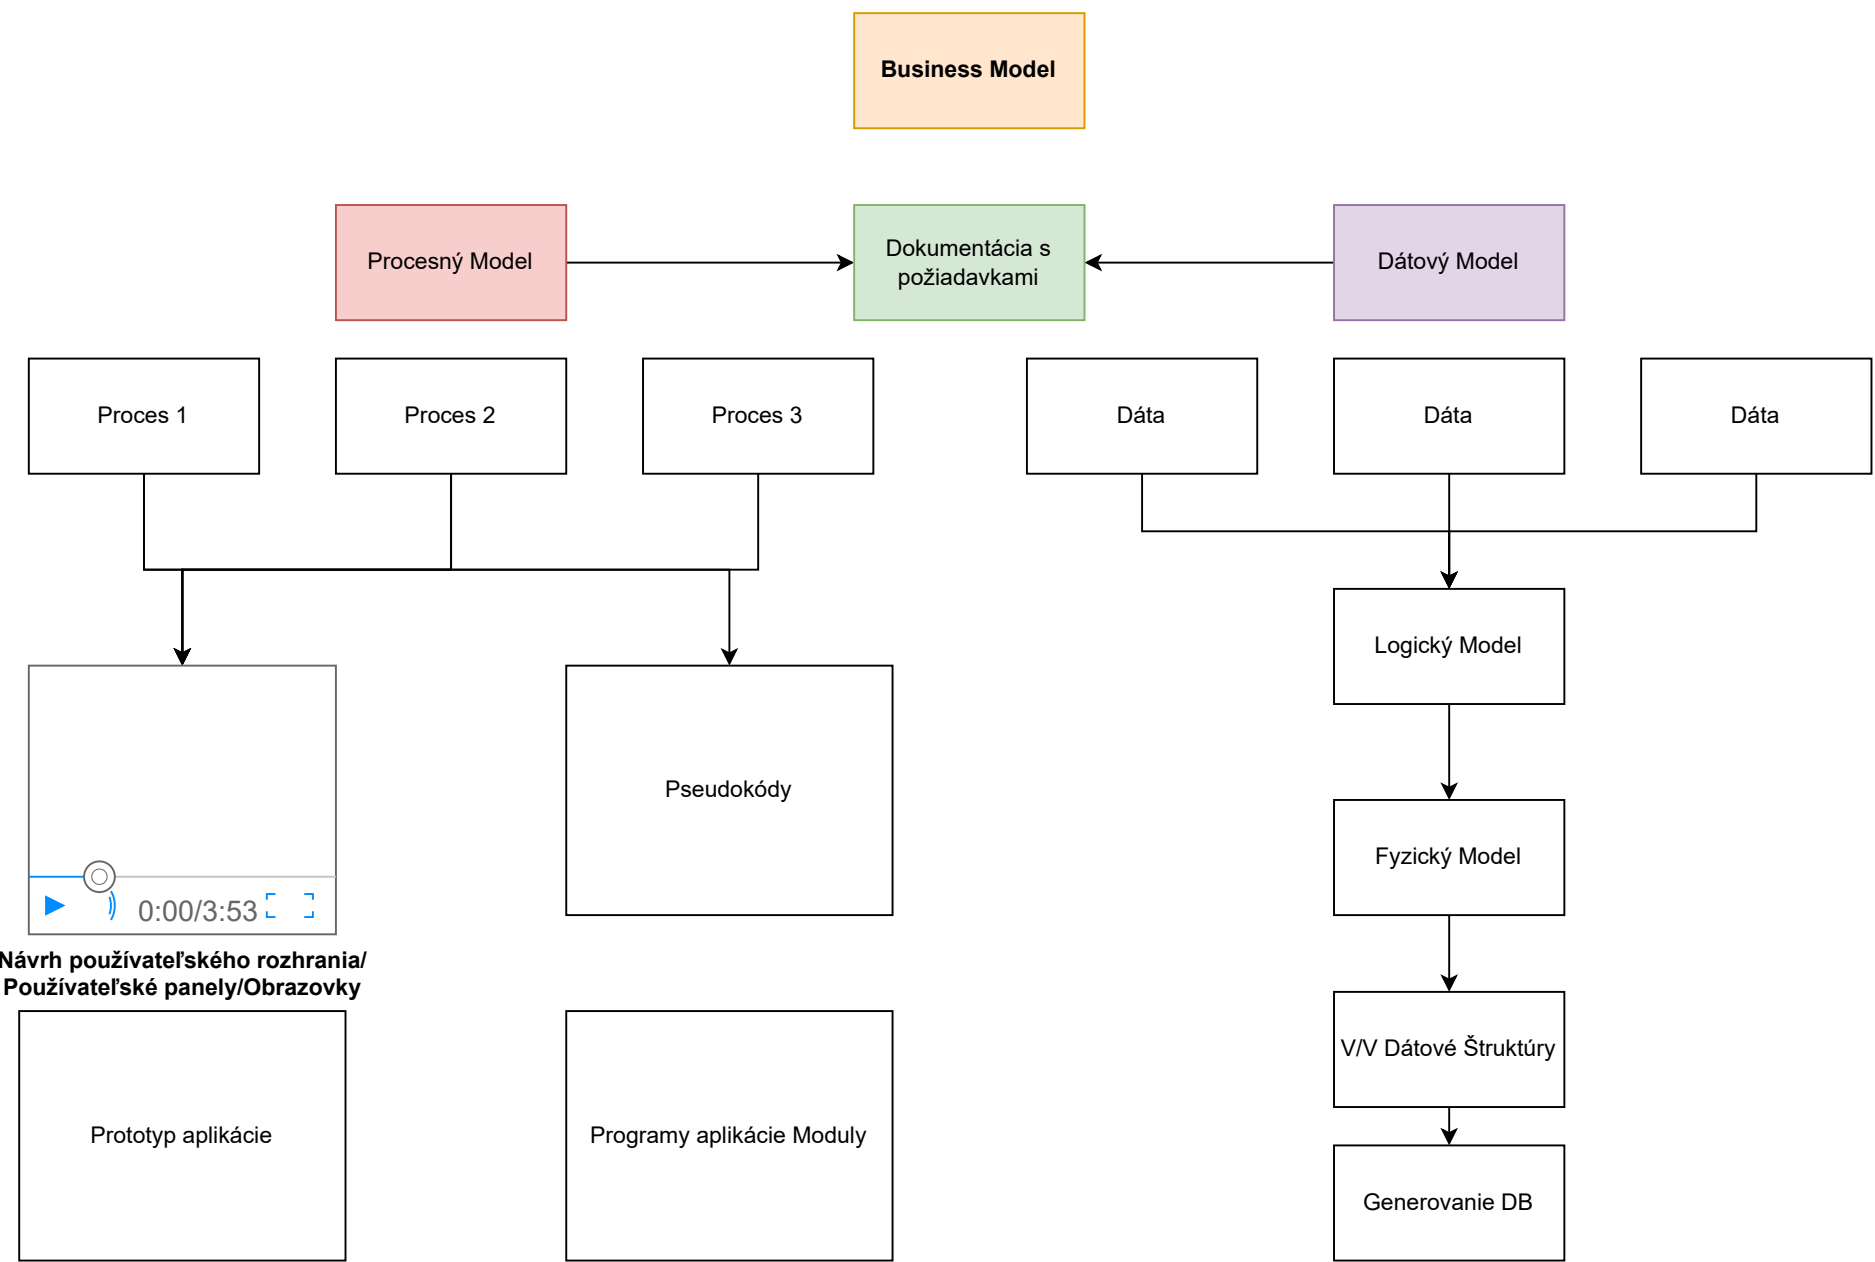 Business Model
Procesný Model
Dokumentácia s
požiadavkami
Dátový Model
Proces 1
Proces 2
Proces 3
Dáta
Dáta
Dáta
Logický Model
Pseudokódy
Fyzický Model
0:00/3:53
Návrh používateľského rozhrania/
Používateľské panely/Obrazovky
V/V Dátové Štruktúry
Prototyp aplikácie
Programy aplikácie Moduly
Generovanie DB